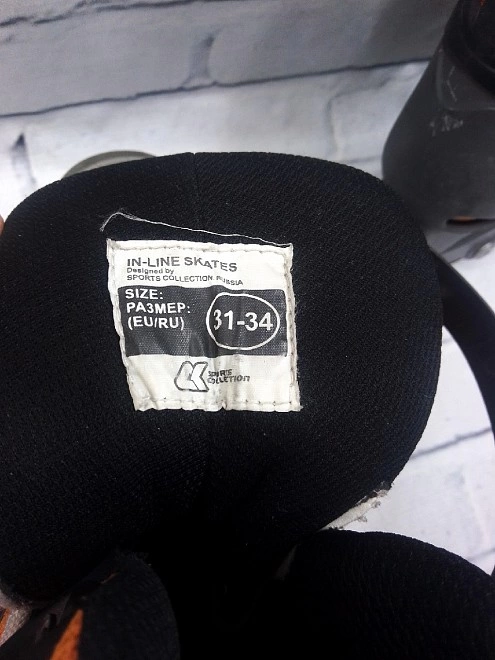 IN-LINE SKATES
Designed by
SPORTS COLLECTION, RUSSIA
SIZE:
РАЗМЕР:
(EU/RU)
31-34
SPORTS
COLLECTION